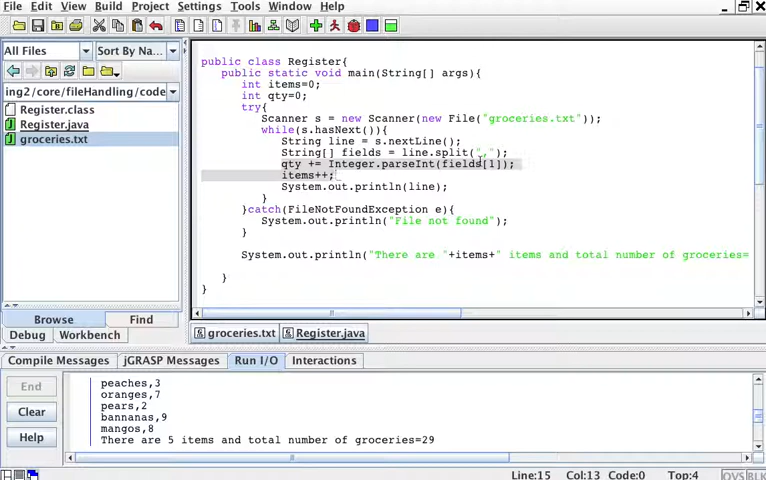 File Edit View Build Project Settings Tools Window Help
All Files Sort By Na...
ing2/core/fileHandling/code
Register.class
Register.java
groceries.txt
Browse Find
Debug Workbench
public class Register{
public static void main(String[] args){
int items=0;
int qty=0;
try{
Scanner s = new Scanner(new File("groceries.txt"));
while(s.hasNext()){
String line = s.nextLine();
String[] fields = line.split(",");
qty += Integer.parseInt(fields[1]);
items++;
System.out.println(line);
}
}catch(FileNotFoundException e){
System.out.println("File not found");
}
System.out.println("There are "+items+" items and total number of groceries=
}
}
groceries.txt Register.java
Compile Messages jGRASP Messages Run I/O Interactions
End
Clear
Help
peaches,3
oranges,7
pears,2
bannanas,9
mangos,8
There are 5 items and total number of groceries=29
Line:15 Col:13 Code:0 Top:4 OVS BLK